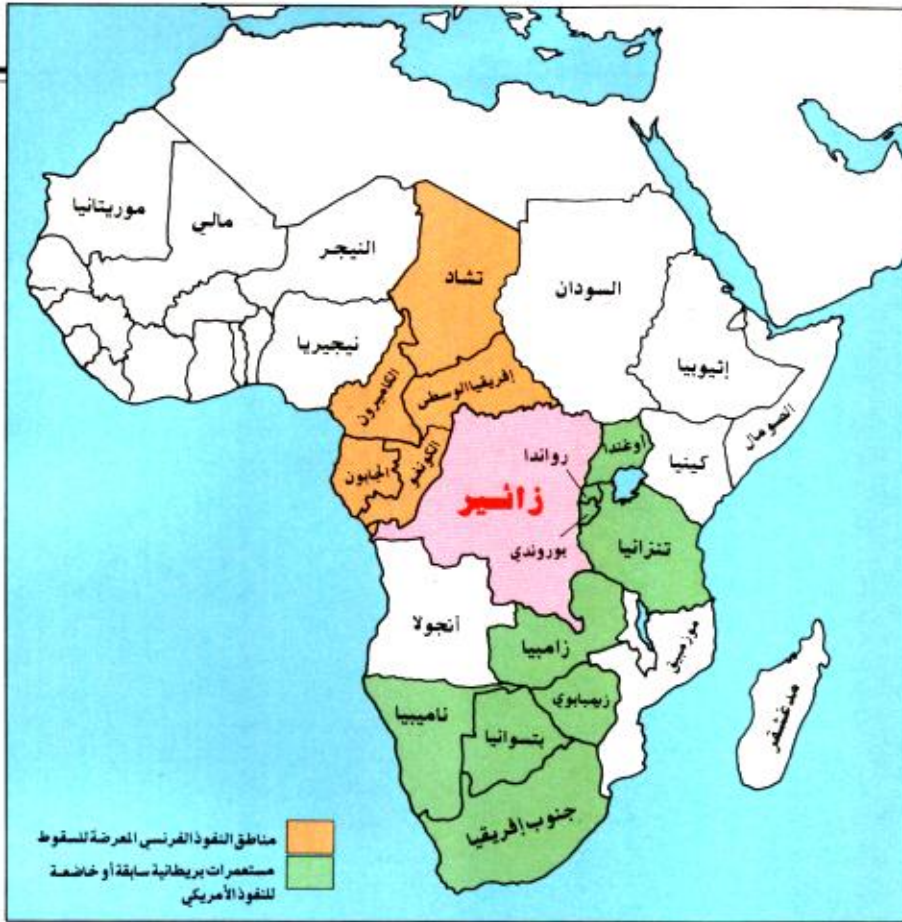 موريتانيا
مالي
النيجر
تشاد
السودان
نيجيريا
إثيوبيا
الكاميرون
إفريقيا الوسطى
الصومال
الكونغو
الجابون
أوغندا
كينيا
رواندا
زائير
بوروندي
تنزانيا
أنجولا
زامبيا
موزمبيق
مدغشقر
ناميبيا
زيمبابوي
بتسوانيا
جنوب إفريقيا
مناطق النفوذ الفرنسي المعرضة للسقوط
مستعمرات بريطانية سابقة أو خاضعة
للنفوذ الأمريكي